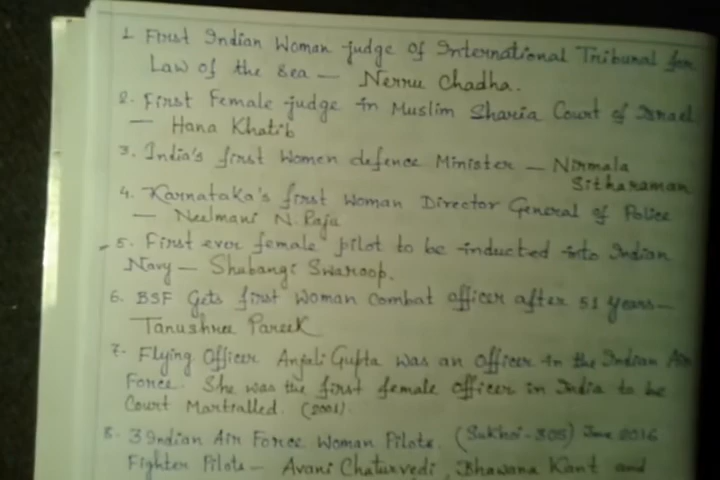 1. First Indian Woman judge of International Tribunal for
Law of the Sea — Neeru Chadha.
2. First Female judge in Muslim Sharia Court of Israel
— Hana Khatib
3. India's first Women defence Minister — Nirmala
Sitharaman
4. Karnataka's first Woman Director General of Police
— Neelmani N. Raju
5. First ever female pilot to be inducted into Indian
Navy — Shubangi Swaroop.
6. BSF Gets first Woman Combat officer after 51 years —
Tanushree Pareek
7. Flying Officer Anjali Gupta was an Officer in the Indian Air
Force. She was the first female officer in India to be
Court Martialled.
8. 3 Indian Air Force Woman Pilots. (Sukhoi-30S) June 2016
Fighter Pilots — Avani Chaturvedi, Bhawana Kant and